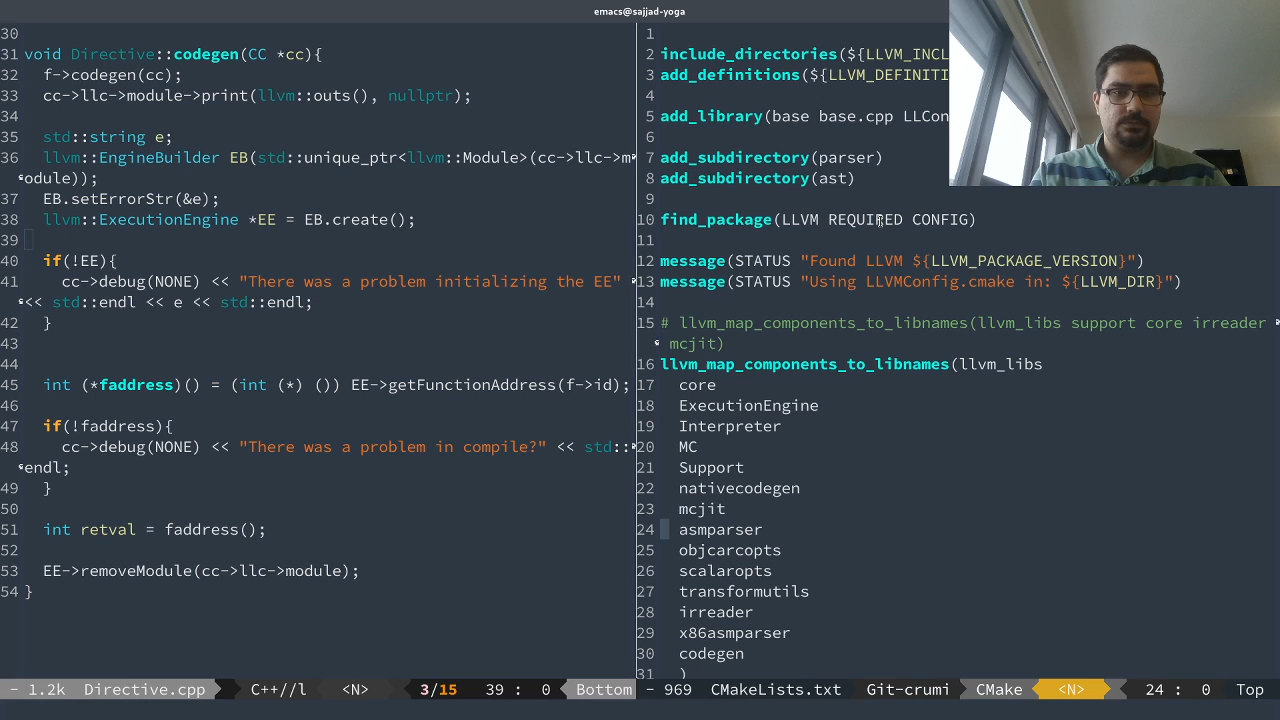 emacs@sajjad-yoga
30
31 void Directive::codegen(CC *cc){
32   f->codegen(cc);
33   cc->llc->module->print(llvm::outs(), nullptr);
34
35   std::string e;
36   llvm::EngineBuilder EB(std::unique_ptr<llvm::Module>(cc->llc->m
odule));
37   EB.setErrorStr(&e);
38   llvm::ExecutionEngine *EE = EB.create();
39
40   if(!EE){
41     cc->debug(NONE) << "There was a problem initializing the EE"
<< std::endl << e << std::endl;
42   }
43
44
45   int (*faddress)() = (int (*) ()) EE->getFunctionAddress(f->id);
46
47   if(!faddress){
48     cc->debug(NONE) << "There was a problem in compile?" << std::
endl;
49   }
50
51   int retval = faddress();
52
53   EE->removeModule(cc->llc->module);
54 }
- 1.2k Directive.cpp C++//l <N> 3/15 39 : 0 Bottom
1
2 include_directories(${LLVM_INCL
3 add_definitions(${LLVM_DEFINITI
4
5 add_library(base base.cpp LLCon
6
7 add_subdirectory(parser)
8 add_subdirectory(ast)
9
10 find_package(LLVM REQUIRED CONFIG)
11
12 message(STATUS "Found LLVM ${LLVM_PACKAGE_VERSION}")
13 message(STATUS "Using LLVMConfig.cmake in: ${LLVM_DIR}")
14
15 # llvm_map_components_to_libnames(llvm_libs support core irreader
mcjit)
16 llvm_map_components_to_libnames(llvm_libs
17   core
18   ExecutionEngine
19   Interpreter
20   MC
21   Support
22   nativecodegen
23   mcjit
24   asmparser
25   objcarcopts
26   scalaropts
27   transformutils
28   irreader
29   x86asmparser
30   codegen
31   )
- 969 CMakeLists.txt Git-crumi CMake <N> 24 : 0 Top